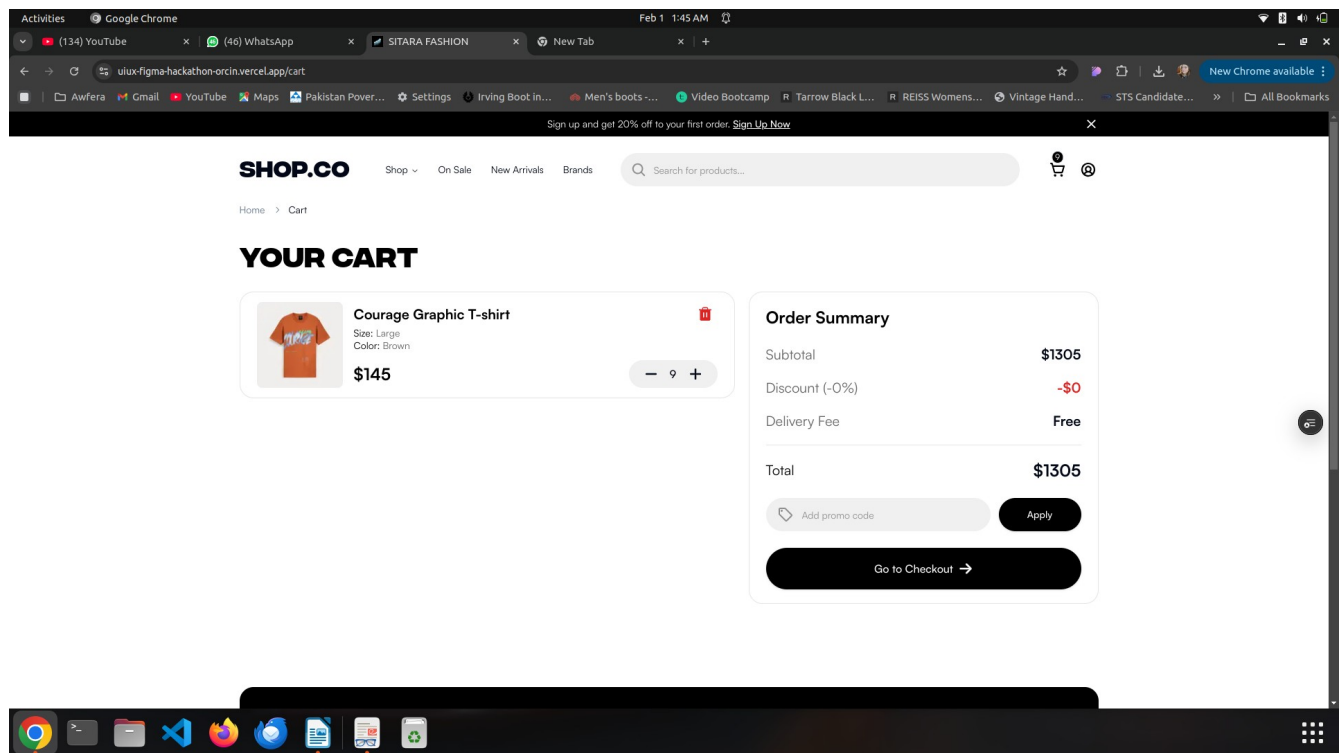 Activities Google Chrome Feb 1 1:45 AM
(134) YouTube (46) WhatsApp SITARA FASHION New Tab
uiux-figma-hackathon-orcin.vercel.app/cart New Chrome available
Awfera Gmail YouTube Maps Pakistan Pover... Settings Irving Boot in... Men's boots -... Video Bootcamp Tarrow Black L... REISS Womens... Vintage Hand... STS Candidate... » All Bookmarks
Sign up and get 20% off to your first order. Sign Up Now
SHOP.CO Shop On Sale New Arrivals Brands Search for products... 9
Home > Cart
YOUR CART
Courage Graphic T-shirt
Size: Large
Color: Brown
$145 − 9 +
Order Summary
Subtotal $1305
Discount (-0%) -$0
Delivery Fee Free
Total $1305
Add promo code Apply
Go to Checkout →